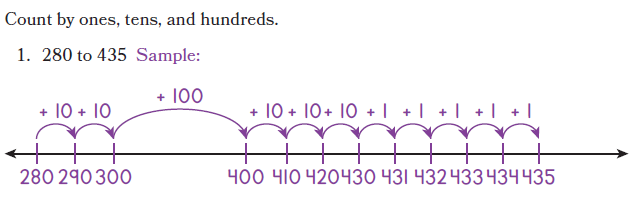 Count by ones, tens, and hundreds.
1. 280 to 435 Sample:
+ 100
+ 10 + 10 + 10 + 10 + 10 + 1 + 1 + 1 + 1 + 1
280 290 300 400 410 420 430 431 432 433 434 435